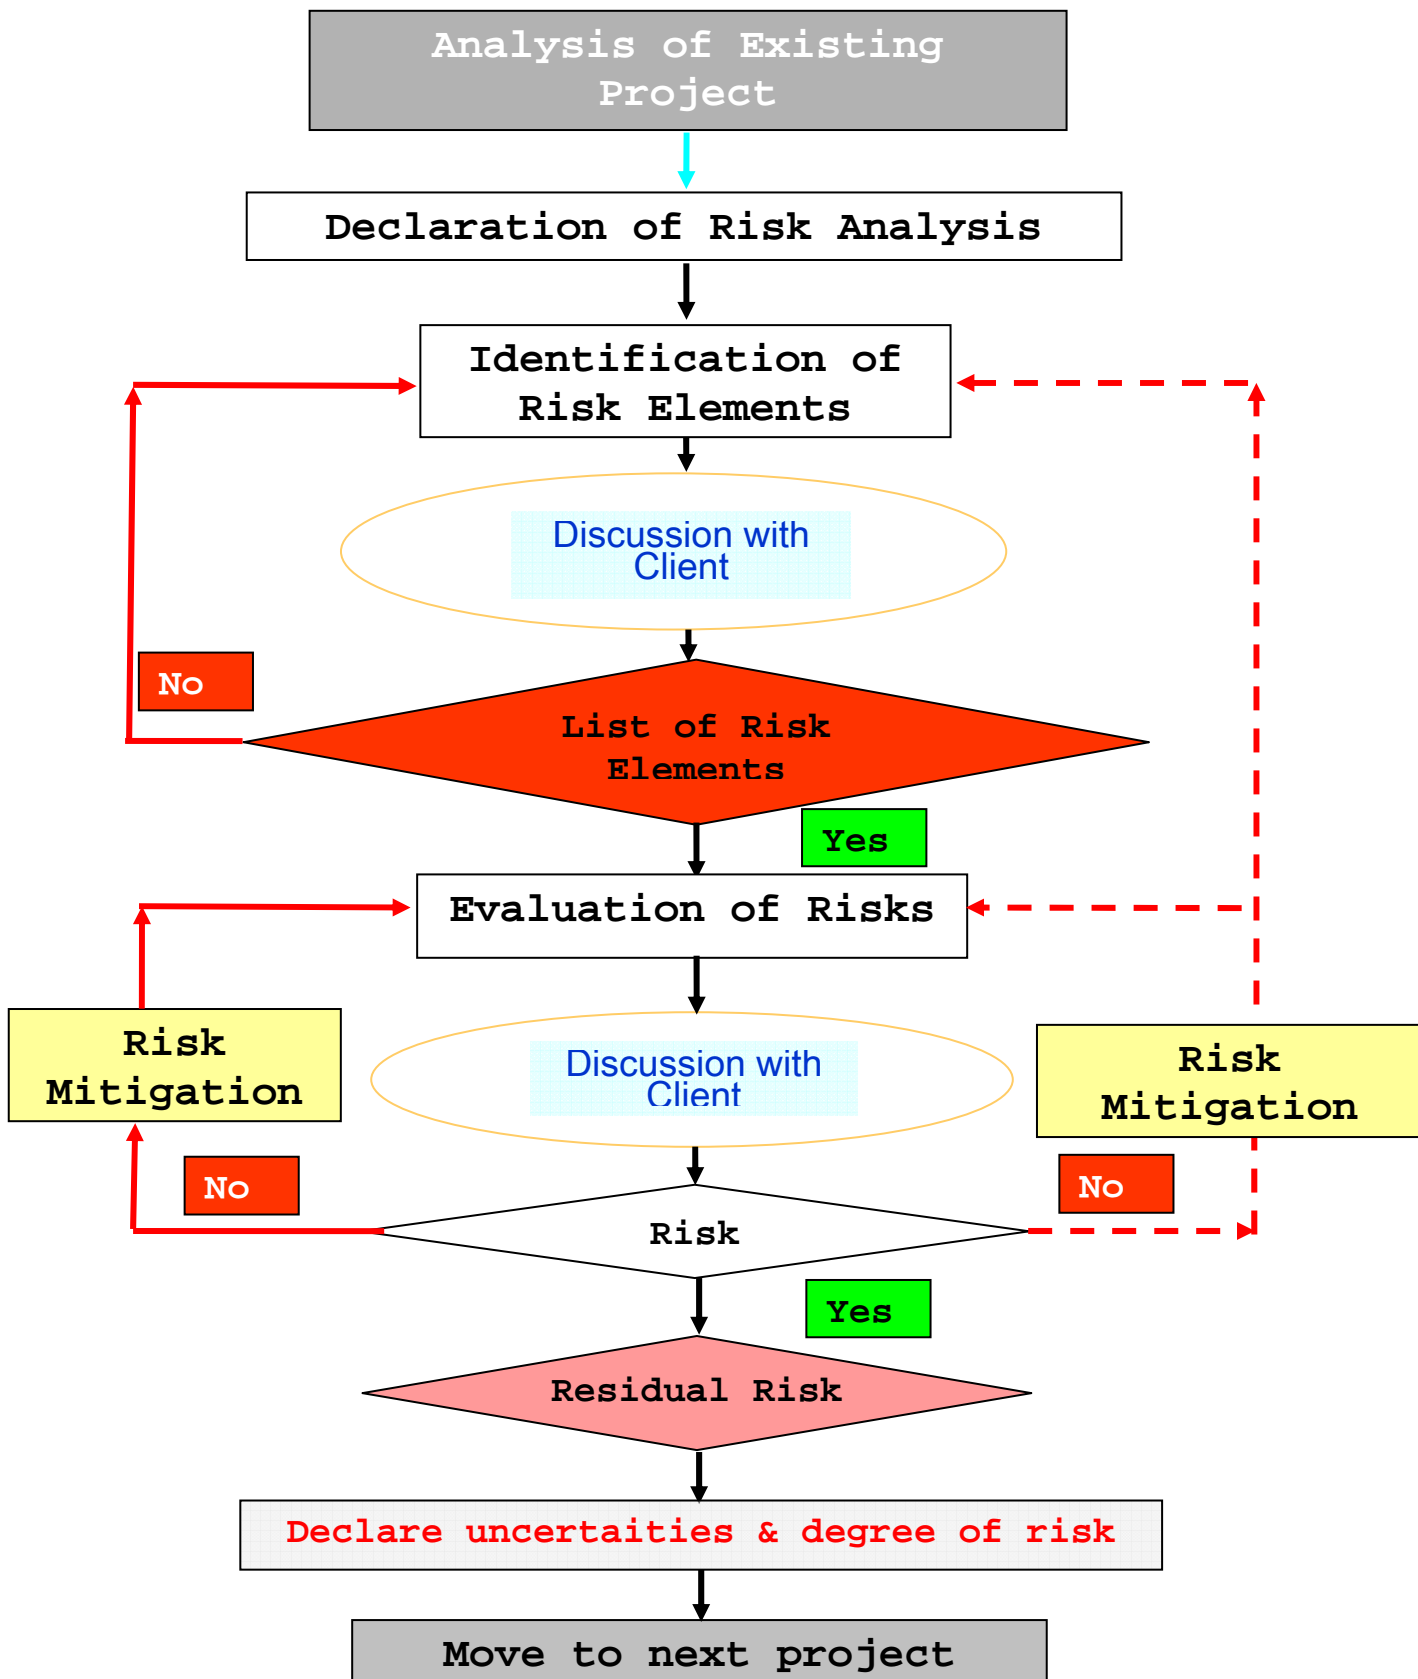 Analysis of Existing
Project
Declaration of Risk Analysis
Identification of
Risk Elements
Discussion with
Client
No
List of Risk
Elements
Yes
Evaluation of Risks
Risk
Mitigation
Discussion with
Client
Risk
Mitigation
No
No
Risk
Yes
Residual Risk
Declare uncertaities & degree of risk
Move to next project